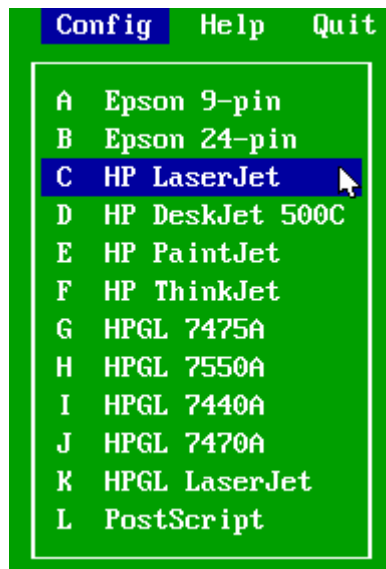 Config Help Quit
A Epson 9-pin
B Epson 24-pin
C HP LaserJet
D HP DeskJet 500C
E HP PaintJet
F HP ThinkJet
G HPGL 7475A
H HPGL 7550A
I HPGL 7440A
J HPGL 7470A
K HPGL LaserJet
L PostScript